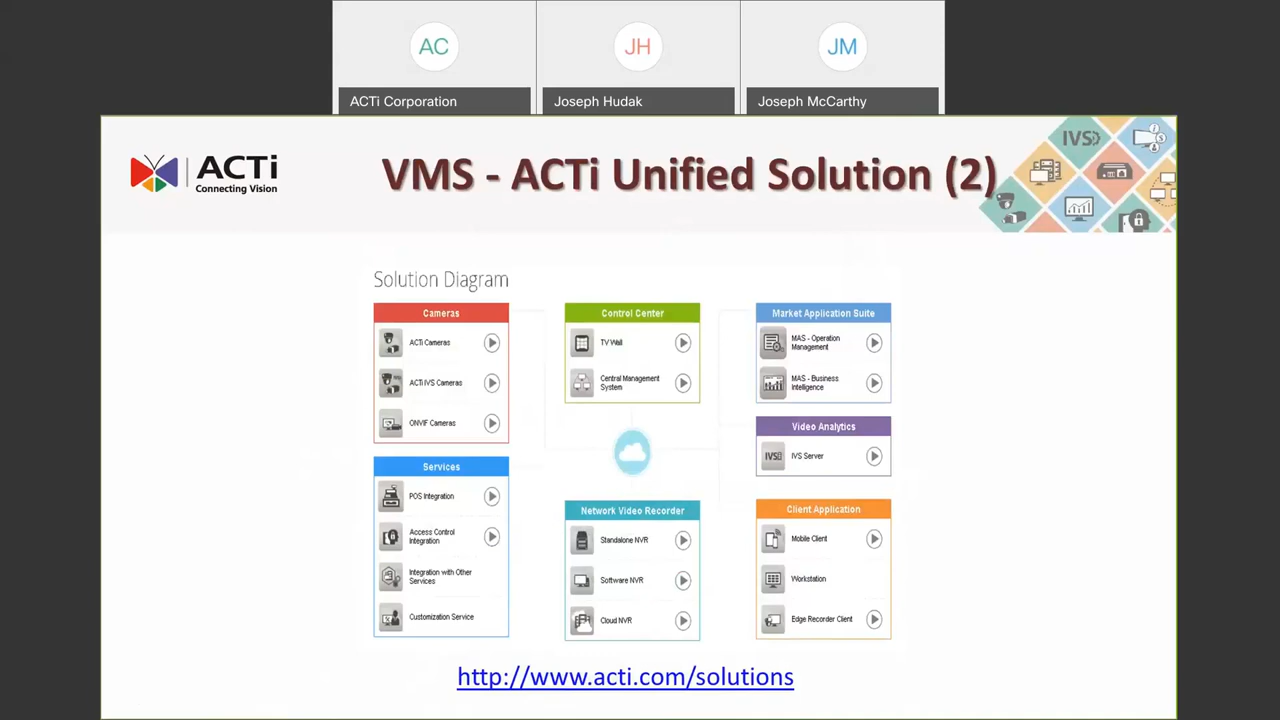 AC
JH
JM
ACTi Corporation
Joseph Hudak
Joseph McCarthy
ACTi
Connecting Vision
VMS - ACTi Unified Solution (2)
IVS
Solution Diagram
Cameras
ACTi Cameras
ACTi IVS Cameras
ONVIF Cameras
Services
POS Integration
Access Control
Integration
Integration with Other
Services
Customization Service
Control Center
TV Wall
Central Management
System
Network Video Recorder
Standalone NVR
Software NVR
Cloud NVR
Market Application Suite
MAS - Operation
Management
MAS - Business
Intelligence
Video Analytics
IVS
IVS Server
Client Application
Mobile Client
Workstation
Edge Recorder Client
http://www.acti.com/solutions